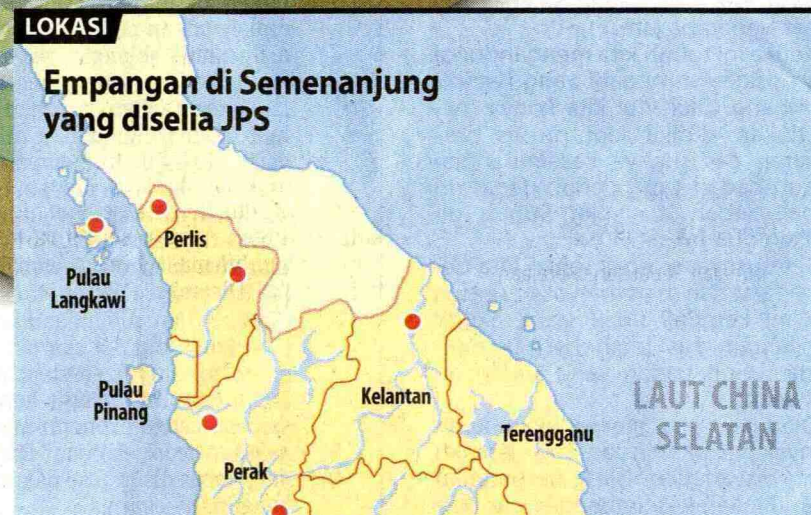 LOKASI
Empangan di Semenanjung
yang diselia JPS
Perlis
Pulau
Langkawi
Pulau
Pinang
Kelantan
Terengganu
Perak
LAUT CHINA
SELATAN